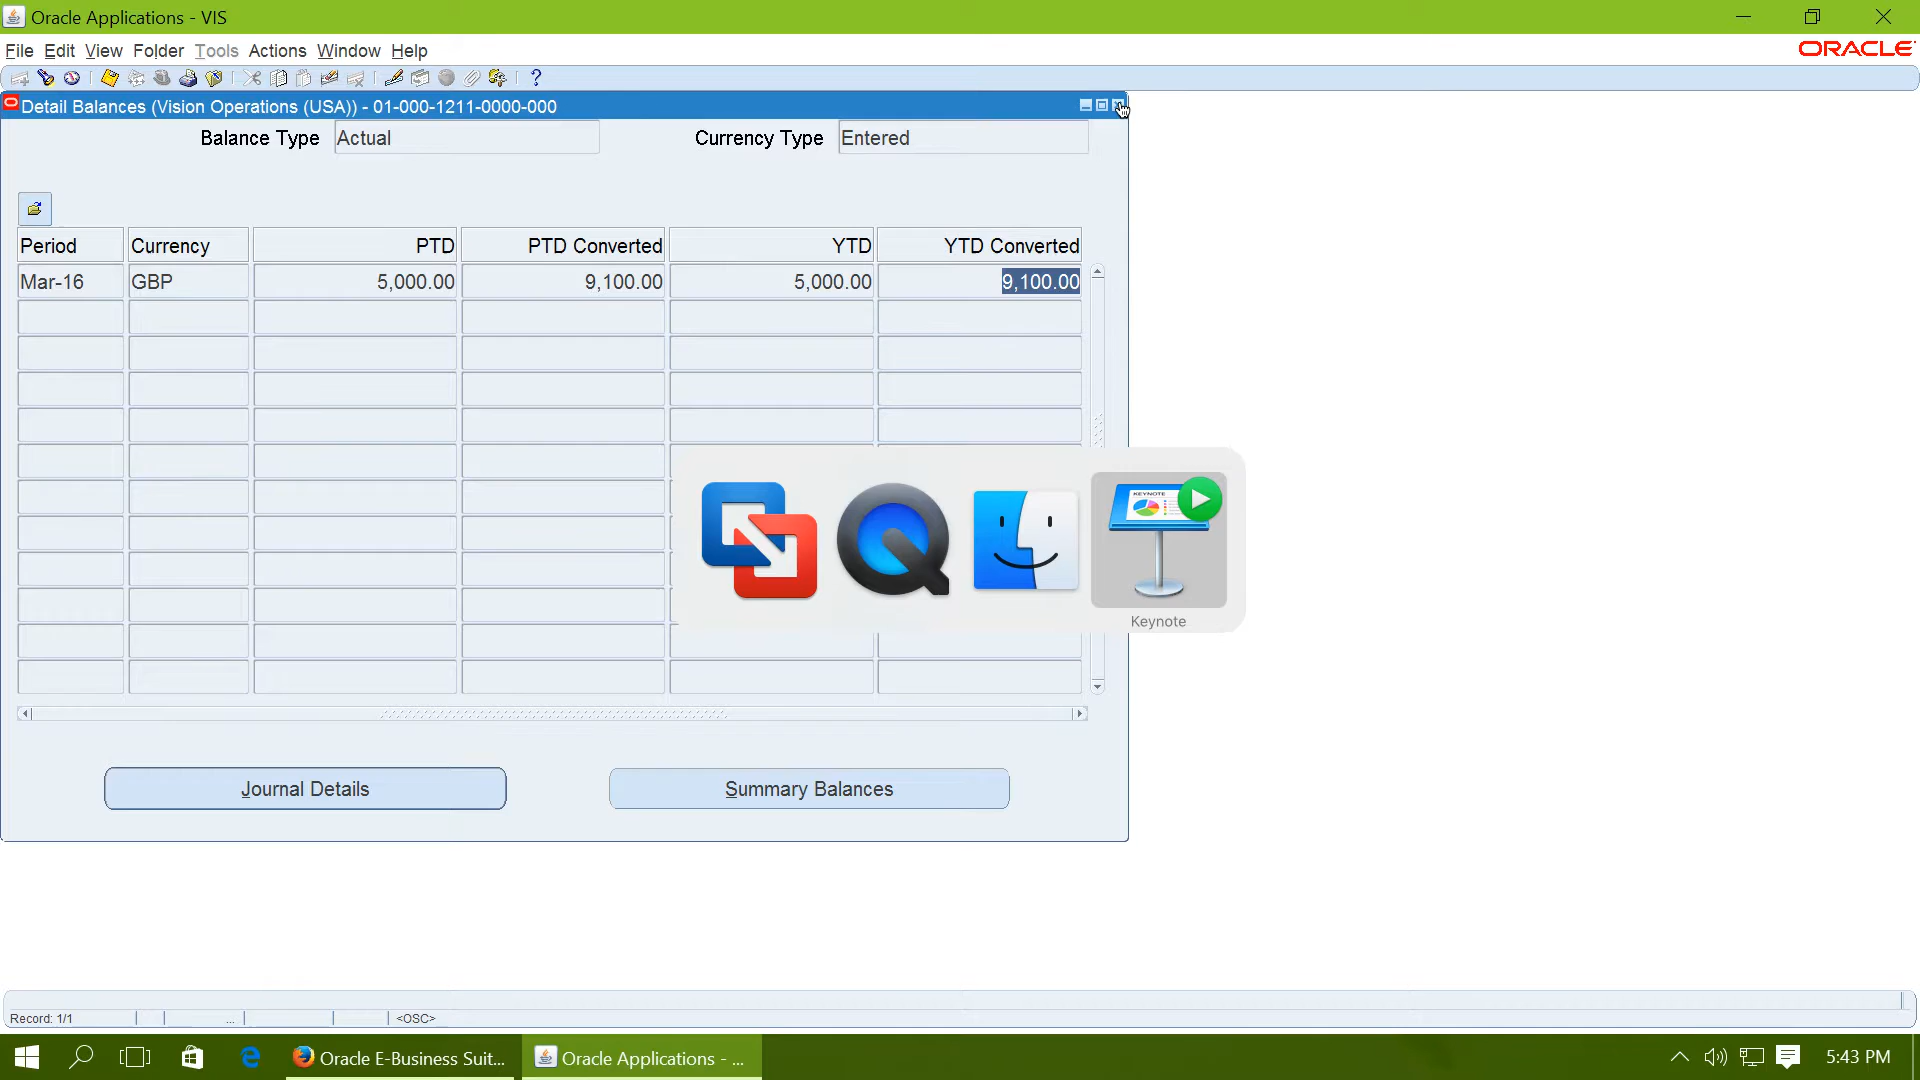 Oracle Applications - VIS
File Edit View Folder Tools Actions Window Help
ORACLE
Detail Balances (Vision Operations (USA)) - 01-000-1211-0000-000
Balance Type Actual Currency Type Entered
Period Currency PTD PTD Converted YTD YTD Converted
Mar-16 GBP 5,000.00 9,100.00 5,000.00 9,100.00
KEYNOTE
Keynote
Journal Details Summary Balances
Record: 1/1 ... <OSC>
Oracle E-Business Suit... Oracle Applications - ... 5:43 PM